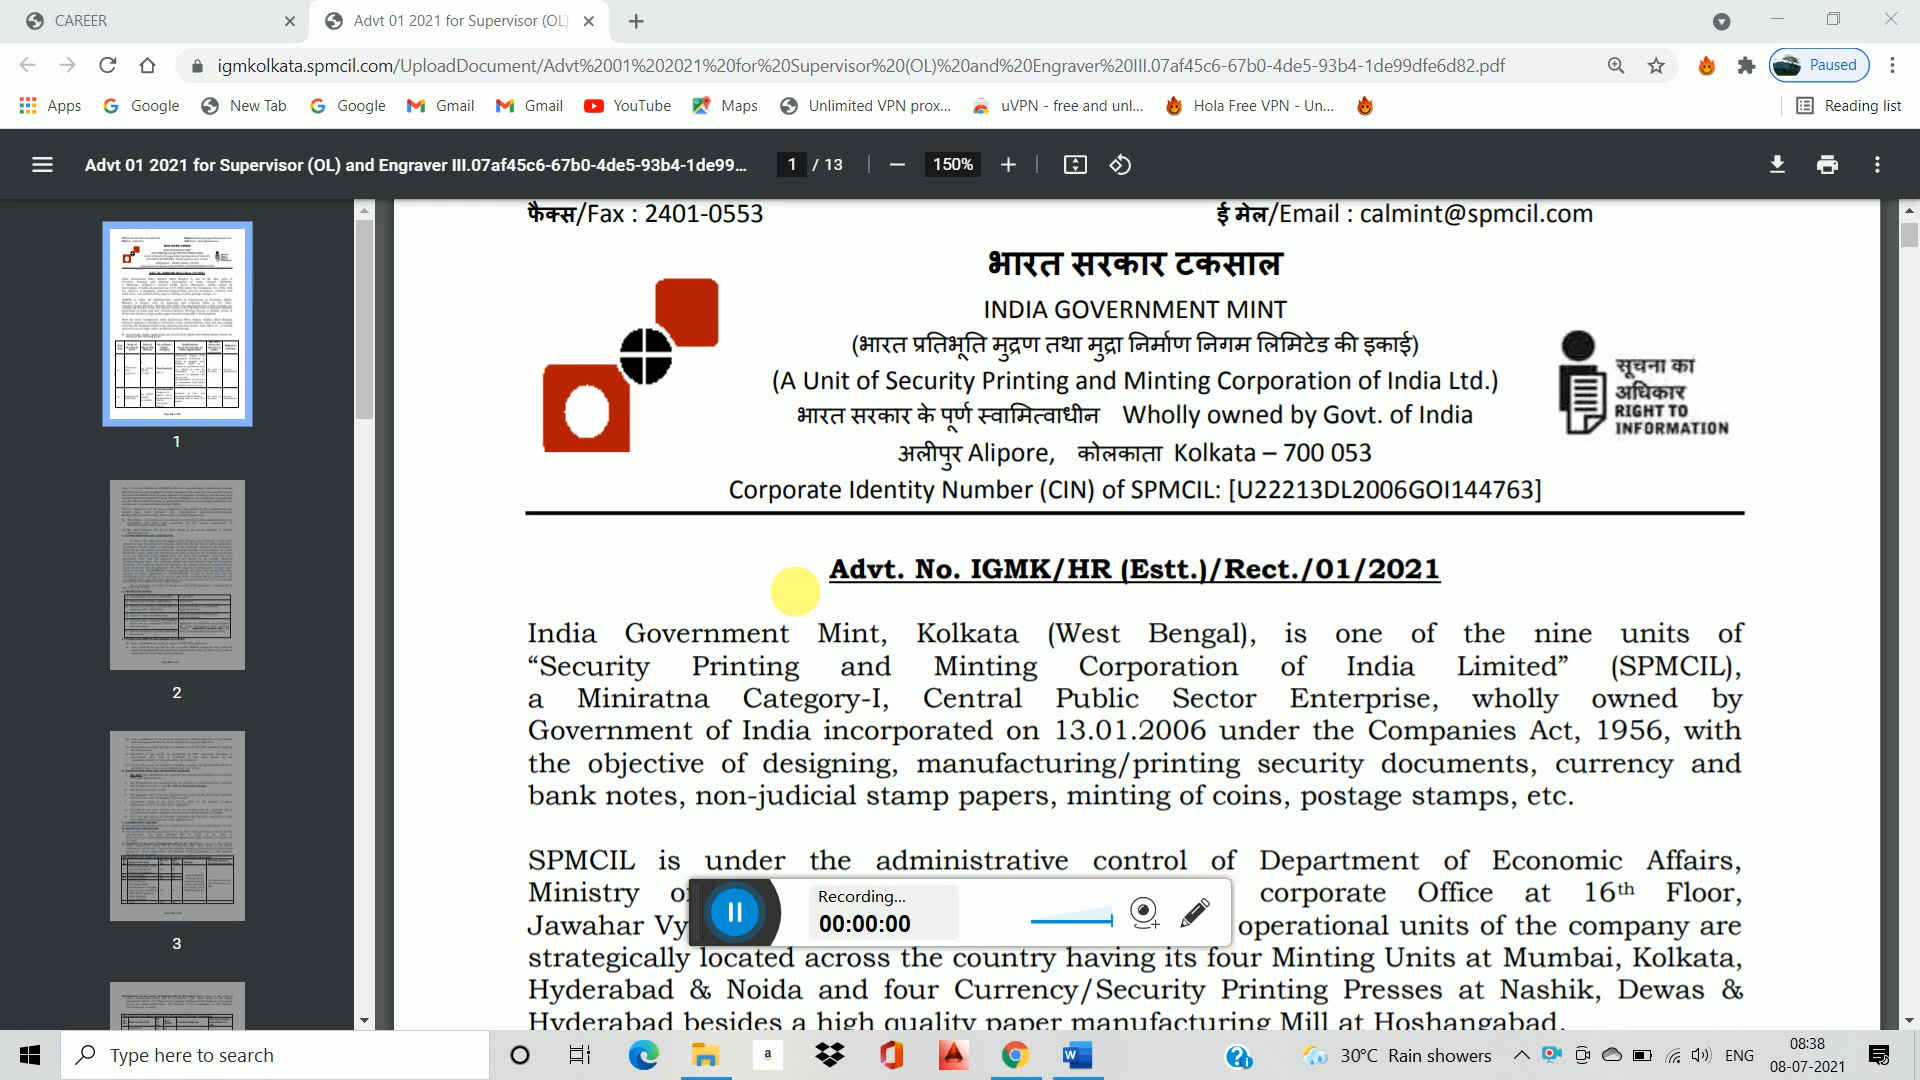 CAREER
Advt 01 2021 for Supervisor (OL)
igmkolkata.spmcil.com/UploadDocument/Advt%2001%202021%20for%20Supervisor%20(OL)%20and%20Engraver%20III.07af45c6-67b0-4de5-93b4-1de99dfe6d82.pdf
Paused
Apps Google New Tab Google Gmail Gmail YouTube Maps Unlimited VPN prox... uVPN - free and unl... Hola Free VPN - Un... Reading list
Advt 01 2021 for Supervisor (OL) and Engraver III.07af45c6-67b0-4de5-93b4-1de99... 1 / 13 150%
1
2
3
फैक्स/Fax : 2401-0553 ई मेल/Email : calmint@spmcil.com
भारत सरकार टकसाल
INDIA GOVERNMENT MINT
(भारत प्रतिभूति मुद्रण तथा मुद्रा निर्माण निगम लिमिटेड की इकाई)
(A Unit of Security Printing and Minting Corporation of India Ltd.)
भारत सरकार के पूर्ण स्वामित्वाधीन Wholly owned by Govt. of India
अलीपुर Alipore, कोलकाता Kolkata – 700 053
Corporate Identity Number (CIN) of SPMCIL: [U22213DL2006GOI144763]
सूचना का
अधिकार
RIGHT TO
INFORMATION
Advt. No. IGMK/HR (Estt.)/Rect./01/2021
India Government Mint, Kolkata (West Bengal), is one of the nine units of
“Security Printing and Minting Corporation of India Limited” (SPMCIL),
a Miniratna Category-I, Central Public Sector Enterprise, wholly owned by
Government of India incorporated on 13.01.2006 under the Companies Act, 1956, with
the objective of designing, manufacturing/printing security documents, currency and
bank notes, non-judicial stamp papers, minting of coins, postage stamps, etc.
SPMCIL is under the administrative control of Department of Economic Affairs,
Ministry corporate Office at 16th Floor,
Jawahar operational units of the company are
strategically located across the country having its four Minting Units at Mumbai, Kolkata,
Hyderabad & Noida and four Currency/Security Printing Presses at Nashik, Dewas &
Hyderabad besides a high quality paper manufacturing Mill at Hoshangabad.
Recording...
00:00:00
Type here to search
30°C Rain showers
ENG
08:38
08-07-2021